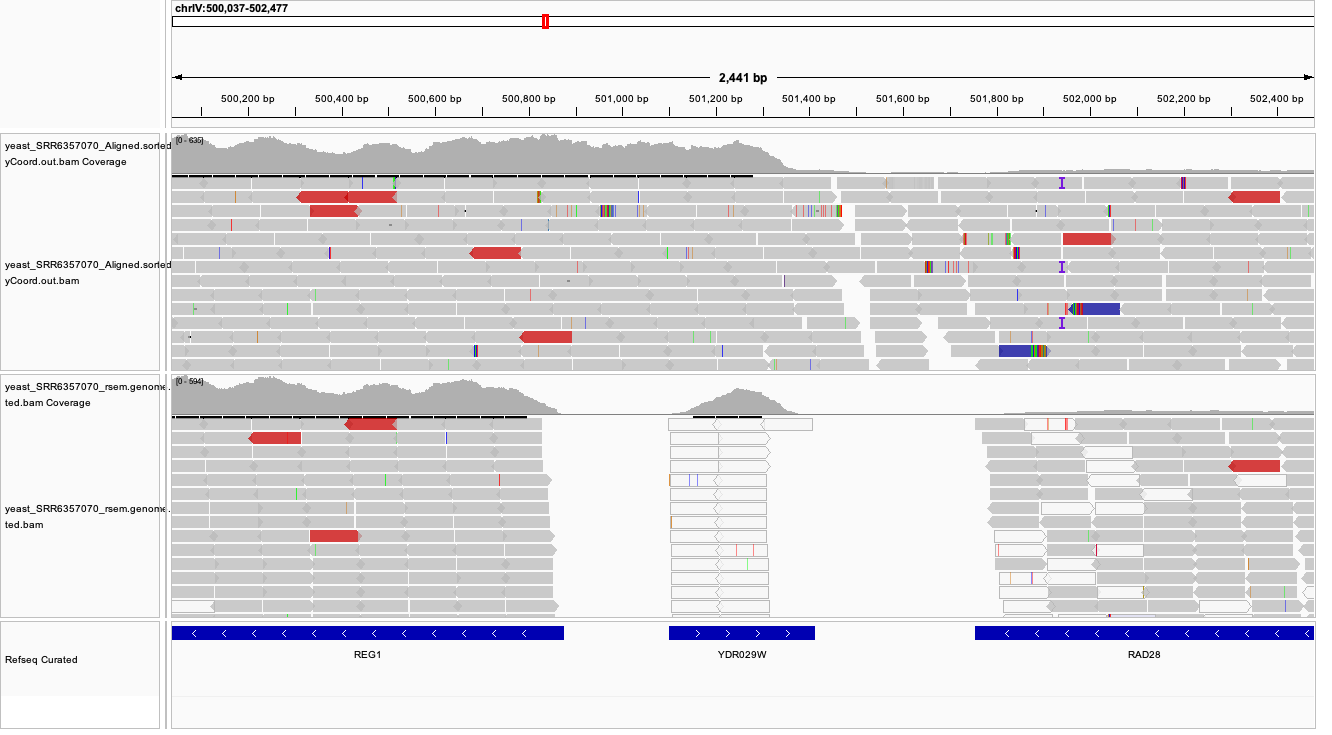 chrIV:500,037-502,477
2,441 bp
500,200 bp 500,400 bp 500,600 bp 500,800 bp 501,000 bp 501,200 bp 501,400 bp 501,600 bp 501,800 bp 502,000 bp 502,200 bp 502,400 bp
yeast_SRR6357070_Aligned.sorted
yCoord.out.bam Coverage
[0 - 635]
yeast_SRR6357070_Aligned.sorted
yCoord.out.bam
yeast_SRR6357070_rsem.genome.
ted.bam Coverage
[0 - 594]
yeast_SRR6357070_rsem.genome.
ted.bam
Refseq Curated
REG1 YDR029W RAD28